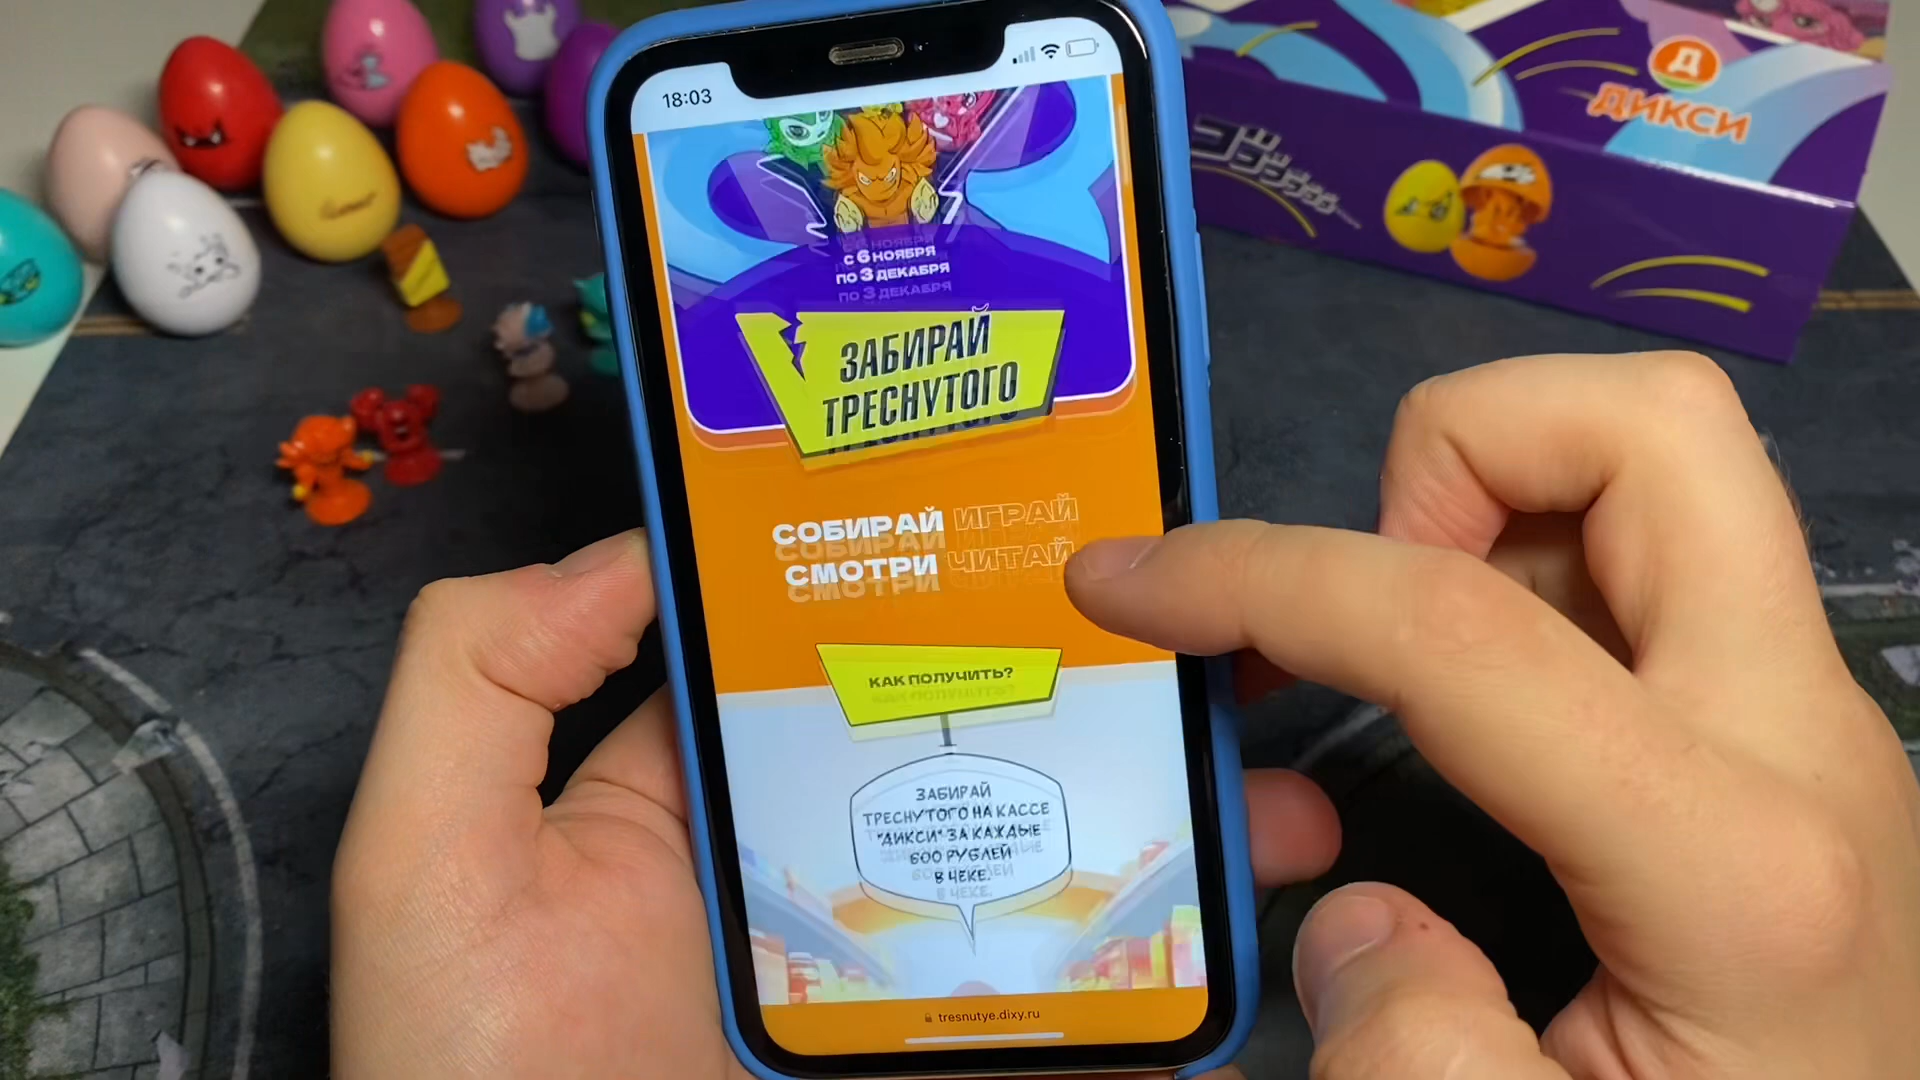 18:03
с 6 НОЯБРЯ
ПО 3 ДЕКАБРЯ
ЗАБИРАЙ
ТРЕСНУТОГО
СОБИРАЙ ИГРАЙ
СМОТРИ ЧИТАЙ
КАК ПОЛУЧИТЬ?
ЗАБИРАЙ
ТРЕСНУТОГО НА КАССЕ
"ДИКСИ" ЗА КАЖДЫЕ
600 РУБЛЕЙ
В ЧЕКЕ.
tresnutye.dixy.ru
Д
ДИКСИ